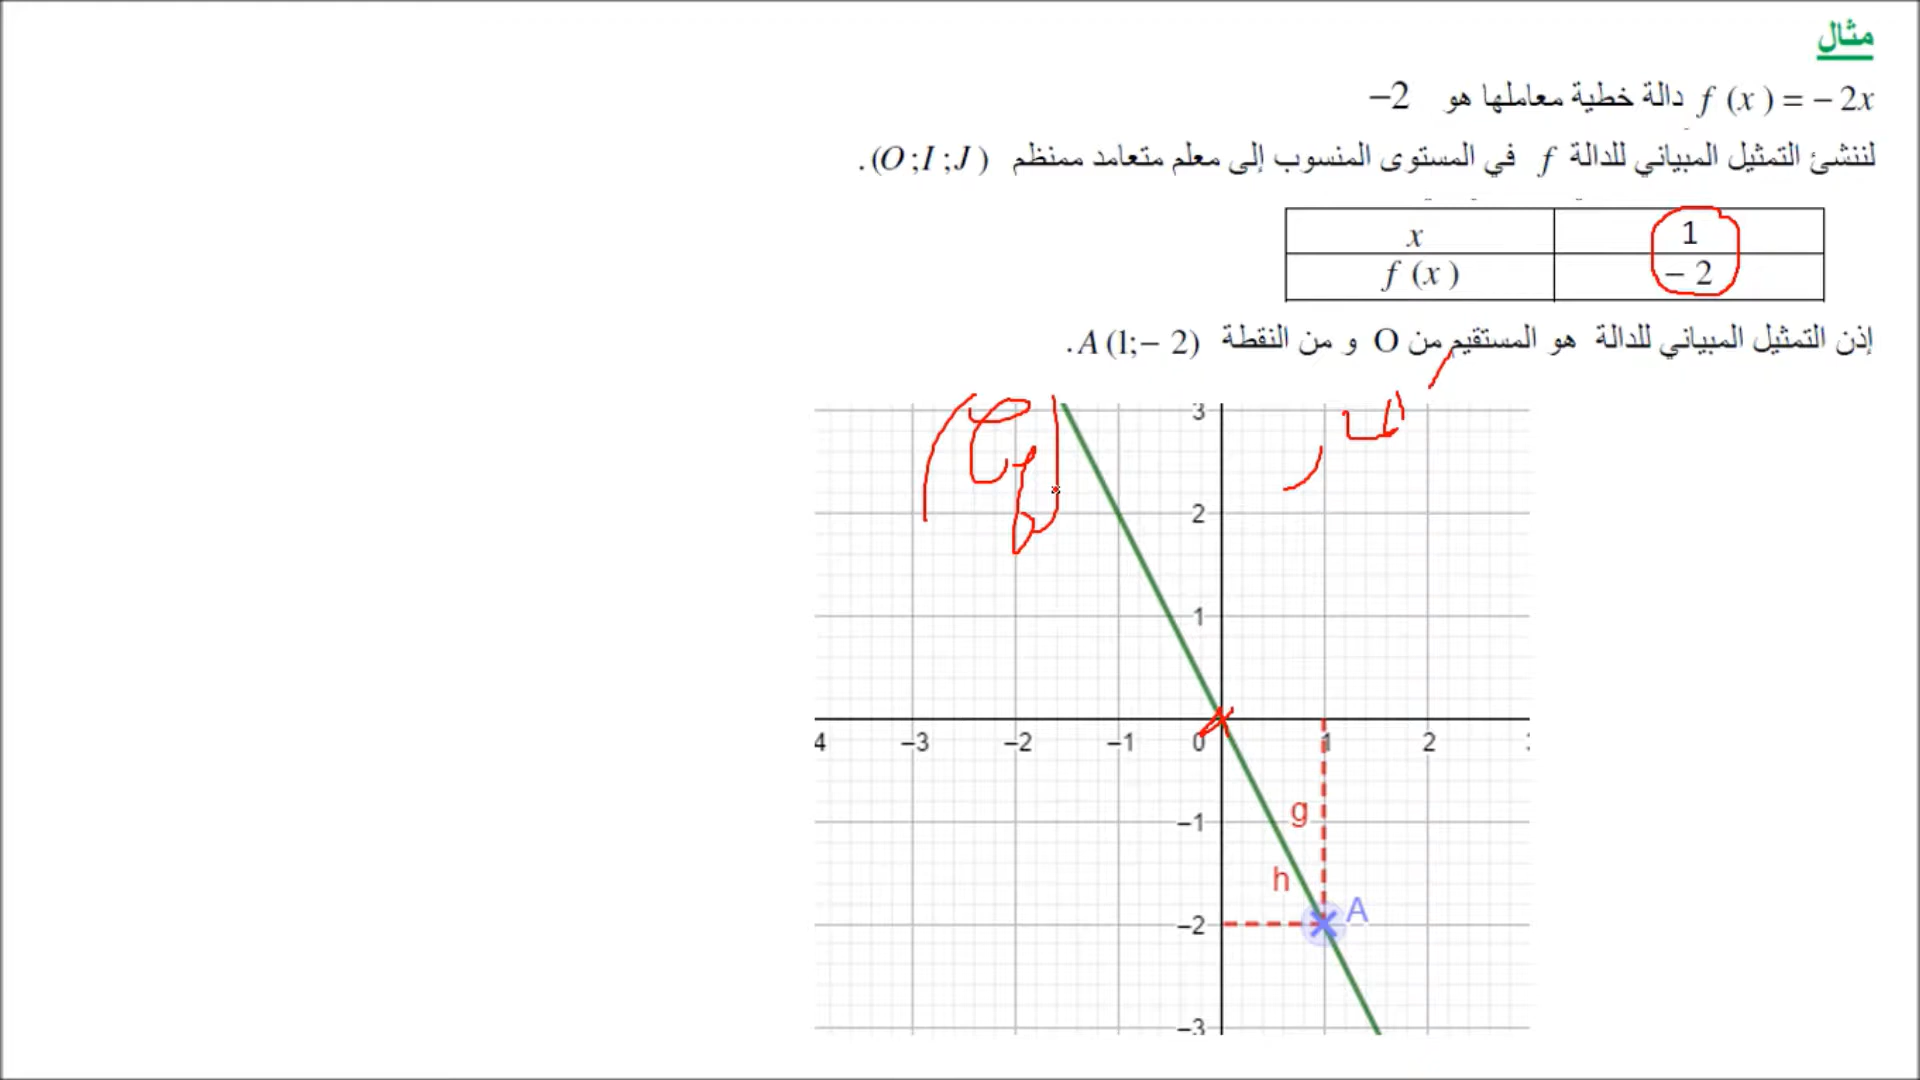 مثال
f (x) = − 2x دالة خطية معاملها هو −2
لننشئ التمثيل المبياني للدالة f في المستوى المنسوب إلى معلم متعامد ممنظم (O ;I ;J ).
x 1
f (x) − 2
إذن التمثيل المبياني للدالة هو المستقيم من O و من النقطة A (1;− 2).
3
2
1
4 −3 −2 −1 0 1 2
−1
g
h
−2
A
−3